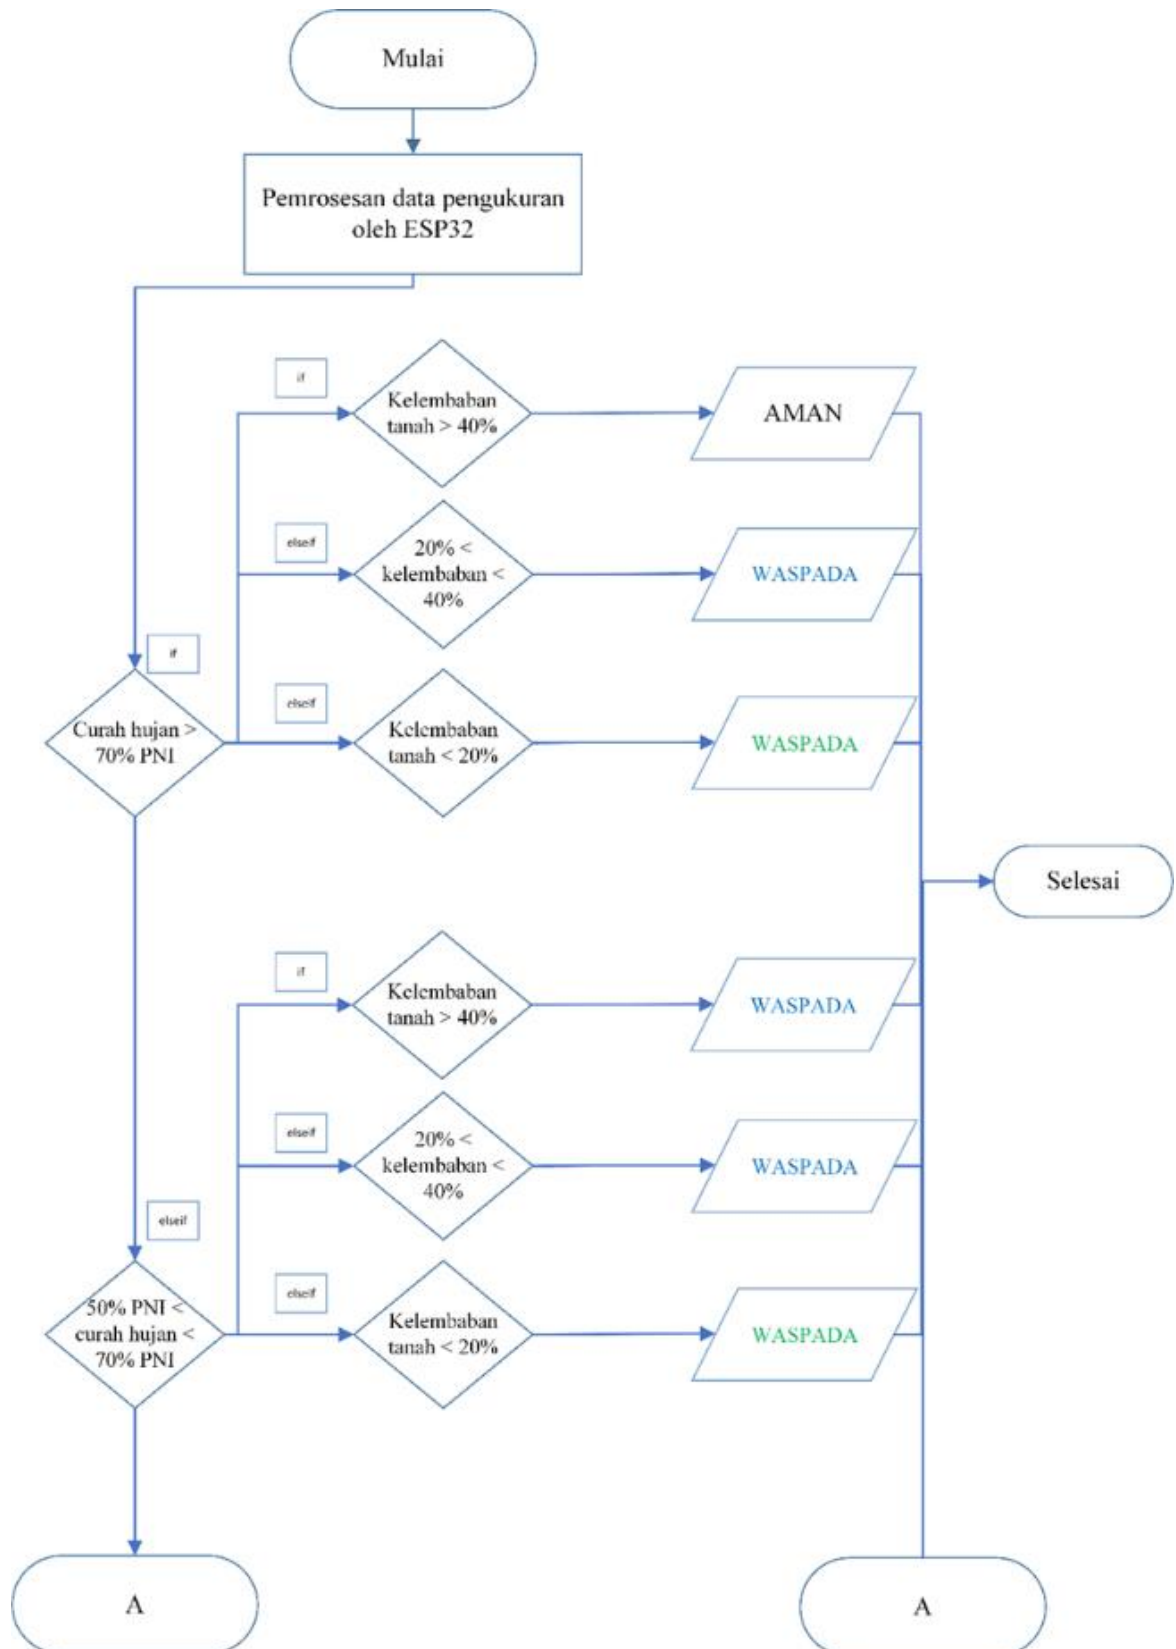 Mulai
Pemrosesan data pengukuran
oleh ESP32
if
Kelembaban
tanah > 40%
AMAN
elseif
20% <
kelembaban <
40%
WASPADA
if
elseif
Curah hujan >
70% PNI
Kelembaban
tanah < 20%
WASPADA
Selesai
if
Kelembaban
tanah > 40%
WASPADA
elseif
20% <
kelembaban <
40%
WASPADA
elseif
elseif
50% PNI <
curah hujan <
70% PNI
Kelembaban
tanah < 20%
WASPADA
A
A